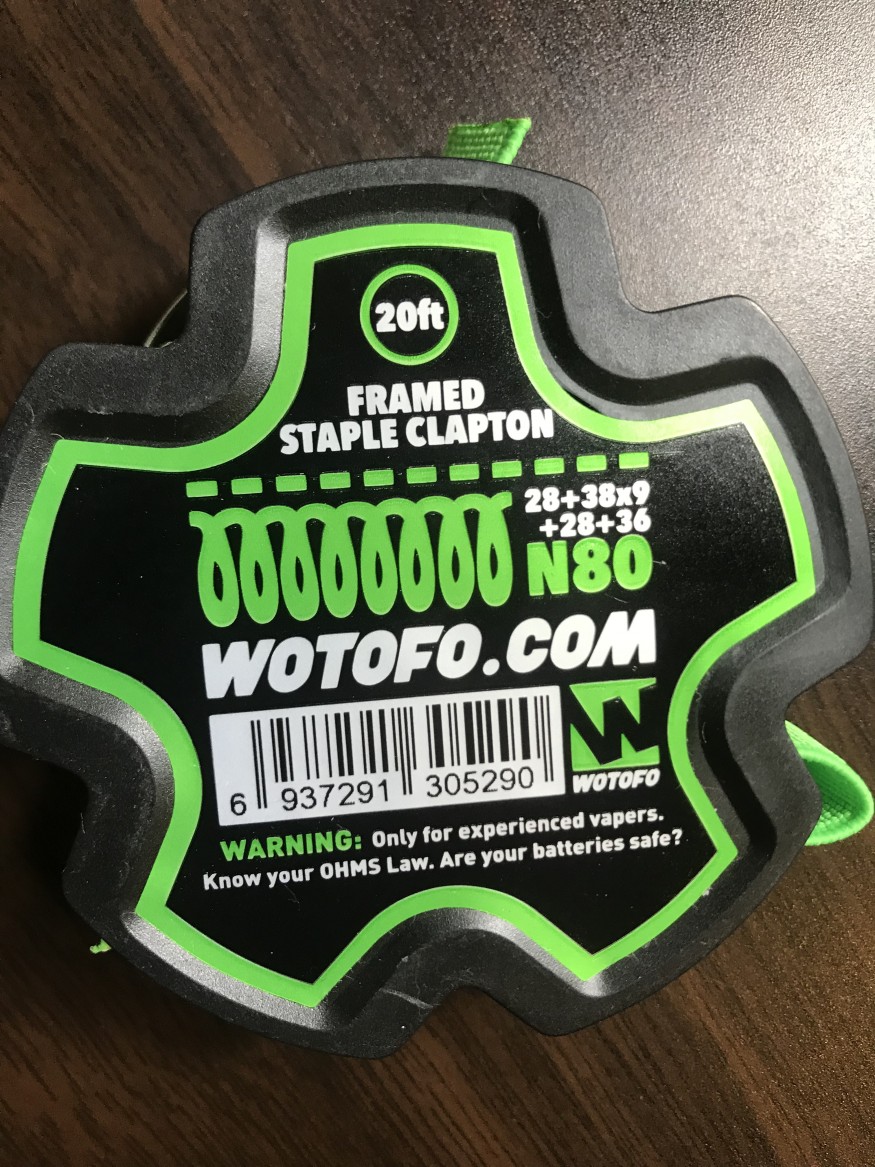 20ft
FRAMED
STAPLE CLAPTON
28+38x9
+28+36
N80
WOTOFO.COM
6 937291 305290
W
WOTOFO
WARNING: Only for experienced vapers.
Know your OHMS Law. Are your batteries safe?